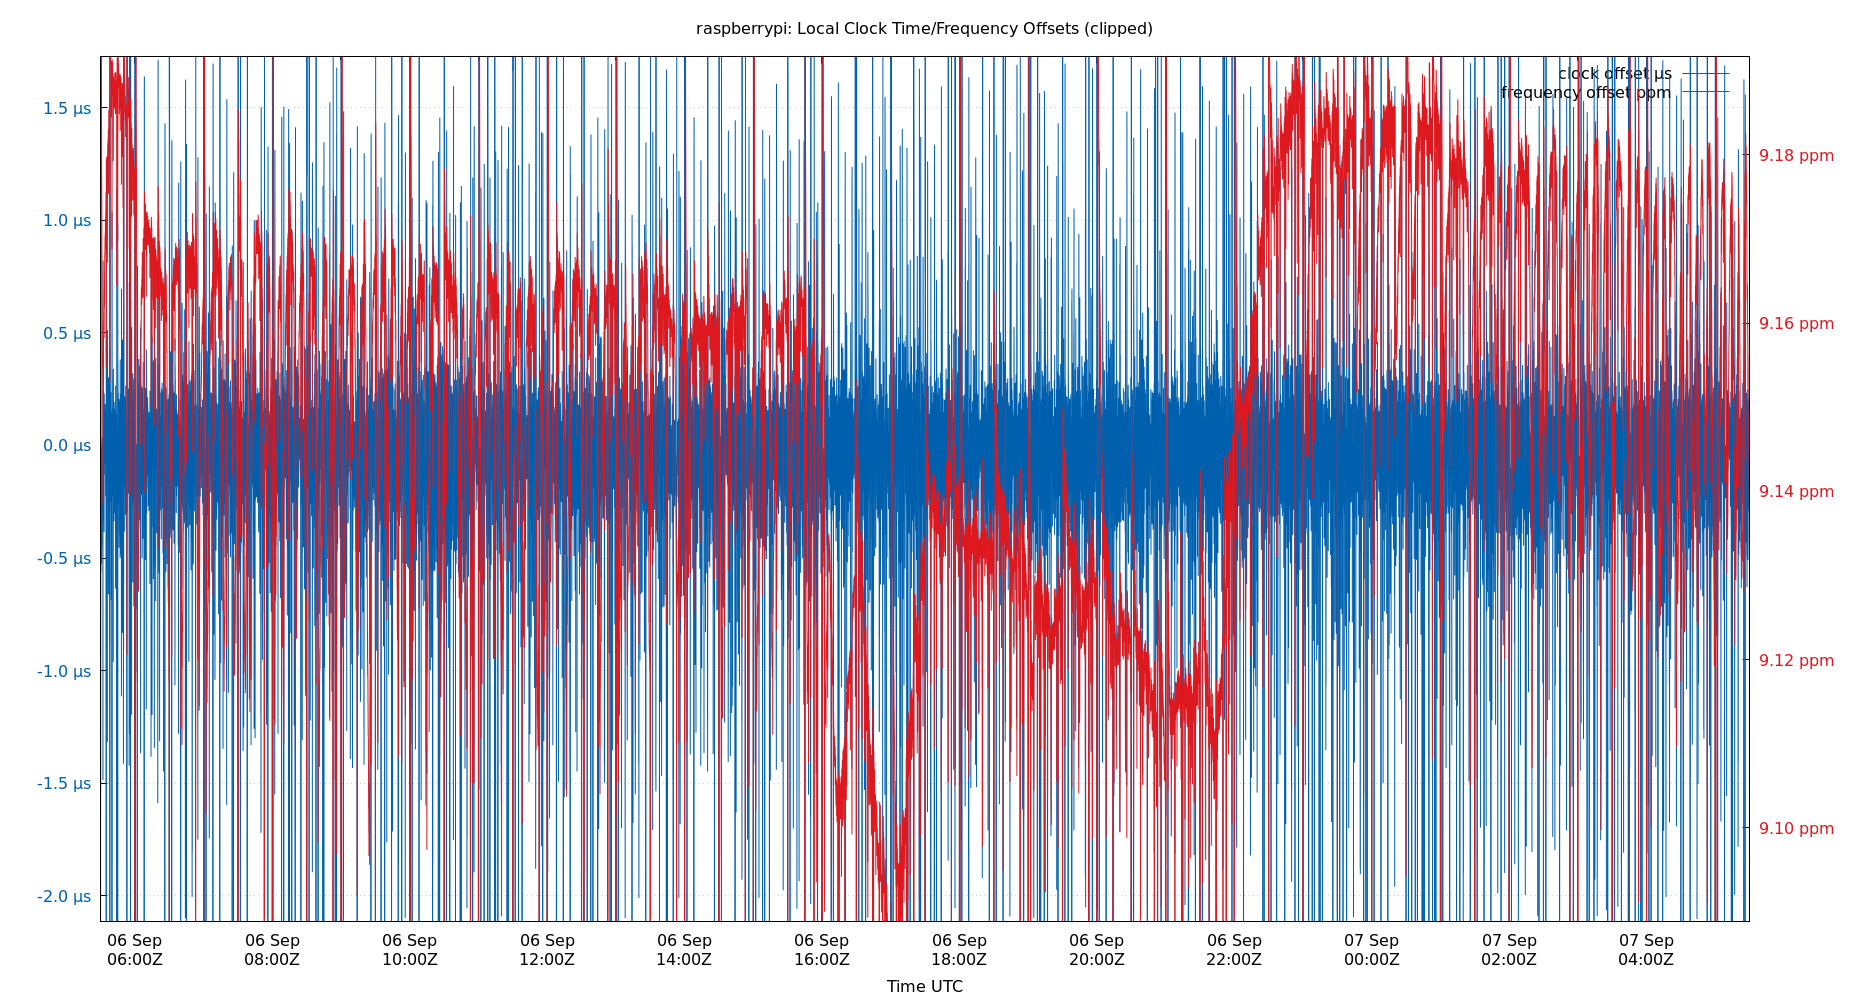 raspberrypi: Local Clock Time/Frequency Offsets (clipped)
clock offset µs
frequency offset ppm
1.5 µs
1.0 µs
0.5 µs
0.0 µs
-0.5 µs
-1.0 µs
-1.5 µs
-2.0 µs
9.18 ppm
9.16 ppm
9.14 ppm
9.12 ppm
9.10 ppm
06 Sep 06 Sep 06 Sep 06 Sep 06 Sep 06 Sep 06 Sep 06 Sep 06 Sep 07 Sep 07 Sep 07 Sep
06:00Z 08:00Z 10:00Z 12:00Z 14:00Z 16:00Z 18:00Z 20:00Z 22:00Z 00:00Z 02:00Z 04:00Z
Time UTC